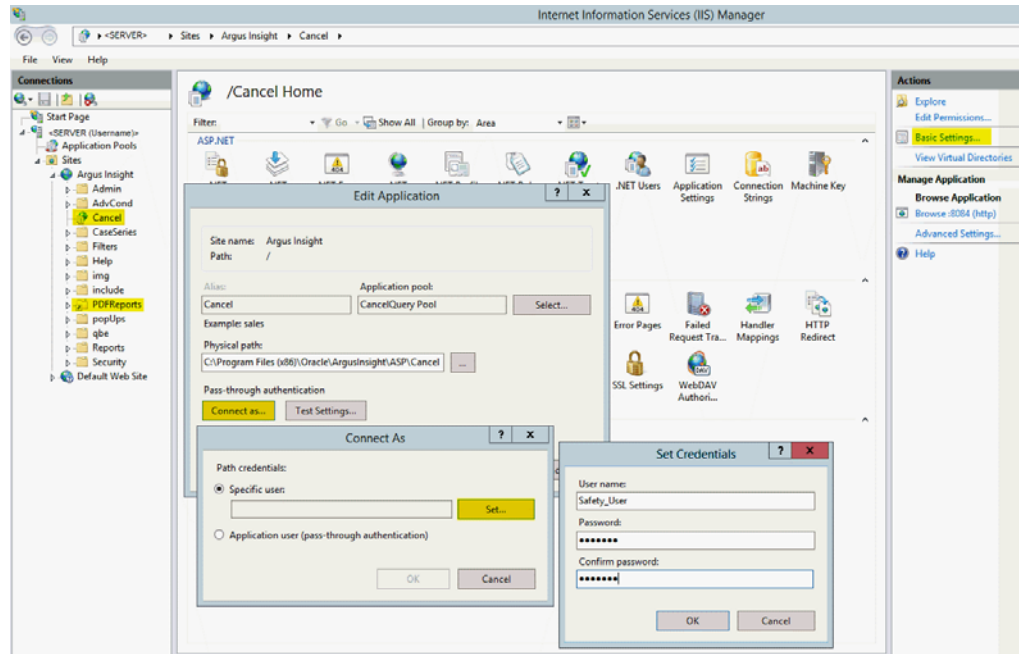 Internet Information Services (IIS) Manager
<SERVER> Sites Argus Insight Cancel
File View Help
Connections
Start Page
<SERVER (Username)>
Application Pools
Sites
Argus Insight
Admin
AdvCond
Cancel
CaseSeries
Filters
Help
img
include
PDFReports
popUps
qbe
Reports
Security
Default Web Site
/Cancel Home
Filter: Go Show All Group by: Area
ASP.NET
.NET Users
Application Settings
Connection Strings
Machine Key
Error Pages
Failed Request Tra...
Handler Mappings
HTTP Redirect
SSL Settings
WebDAV Authori...
Edit Application
? x
Site name: Argus Insight
Path: /
Alias:
Application pool:
Cancel
CancelQuery Pool
Select...
Example: sales
Physical path:
C:\Program Files (x86)\Oracle\ArgusInsight\ASP\Cancel
...
Pass-through authentication
Connect as...
Test Settings...
Connect As
? x
Path credentials:
Specific user:
Set...
Application user (pass-through authentication)
OK
Cancel
Set Credentials
? x
User name:
Safety_User
Password:
•••••••
Confirm password:
•••••••
OK
Cancel
Actions
Explore
Edit Permissions...
Basic Settings...
View Virtual Directories
Manage Application
Browse Application
Browse :8084 (http)
Advanced Settings...
Help